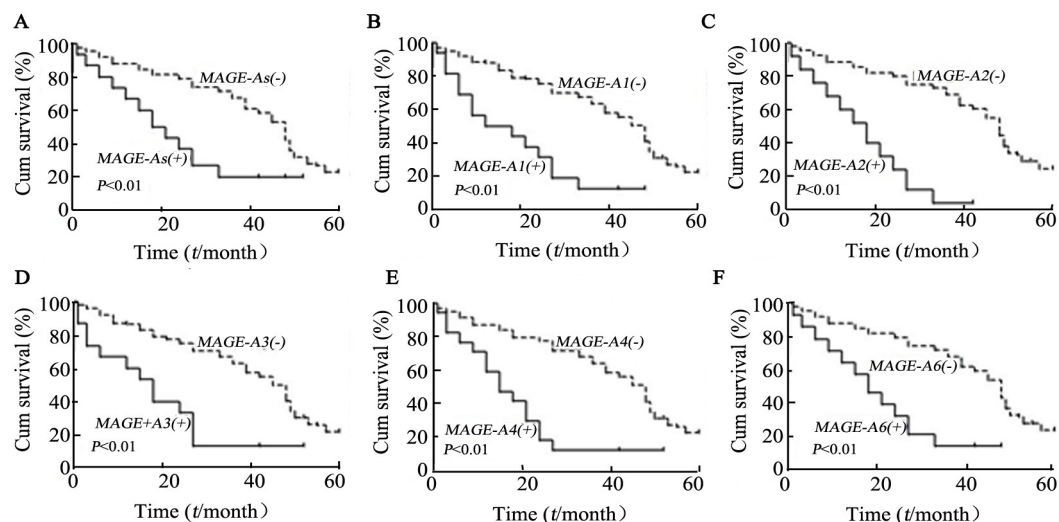 A
Cum survival (%)
100
80
60
40
20
0
MAGE-As(-)
MAGE-As(+)
P<0.01
0 20 40 60
Time (t/month)
B
Cum survival (%)
100
80
60
40
20
0
MAGE-A1(-)
MAGE-A1(+)
P<0.01
0 20 40 60
Time (t/month)
C
Cum survival (%)
100
80
60
40
20
0
MAGE-A2(-)
MAGE-A2(+)
P<0.01
0 20 40 60
Time (t/month)
D
Cum survival (%)
100
80
60
40
20
0
MAGE-A3(-)
MAGE+A3(+)
P<0.01
0 20 40 60
Time (t/month)
E
Cum survival (%)
100
80
60
40
20
0
MAGE-A4(-)
MAGE-A4(+)
P<0.01
0 20 40 60
Time (t/month)
F
Cum survival (%)
100
80
60
40
20
0
MAGE-A6(-)
MAGE-A6(+)
P<0.01
0 20 40 60
Time (t/month)